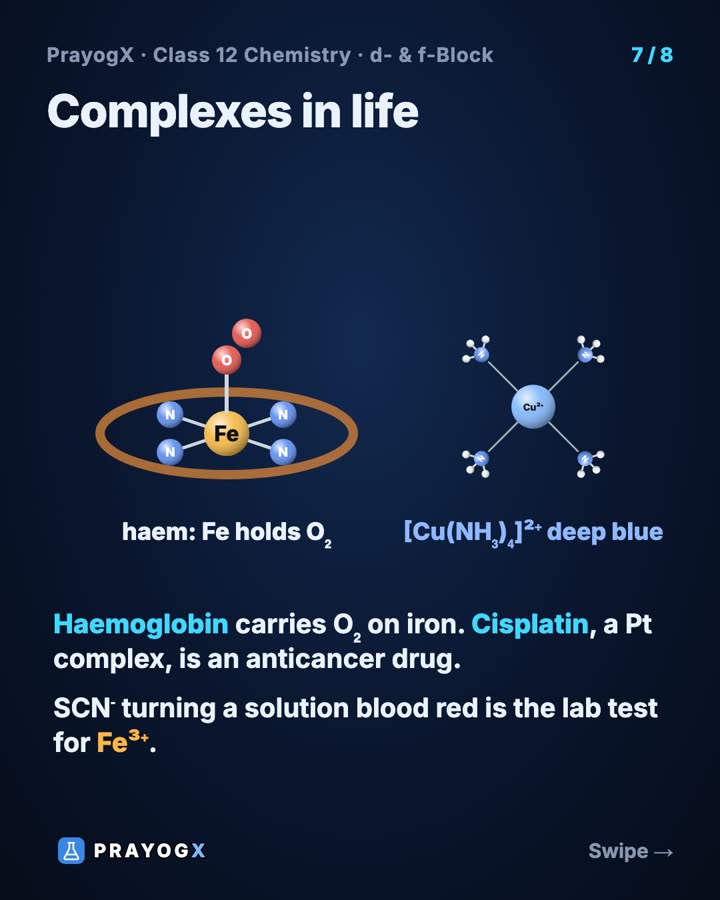 PrayogX · Class 12 Chemistry · d- & f-Block
7 / 8
Complexes in life
O
O
N
N
Fe
N
N
N
N
Cu²⁺
N
N
haem: Fe holds O₂
[Cu(NH₃)₄]²⁺ deep blue
Haemoglobin carries O₂ on iron. Cisplatin, a Pt
complex, is an anticancer drug.
SCN⁻ turning a solution blood red is the lab test
for Fe³⁺.
PRAYOGX
Swipe →